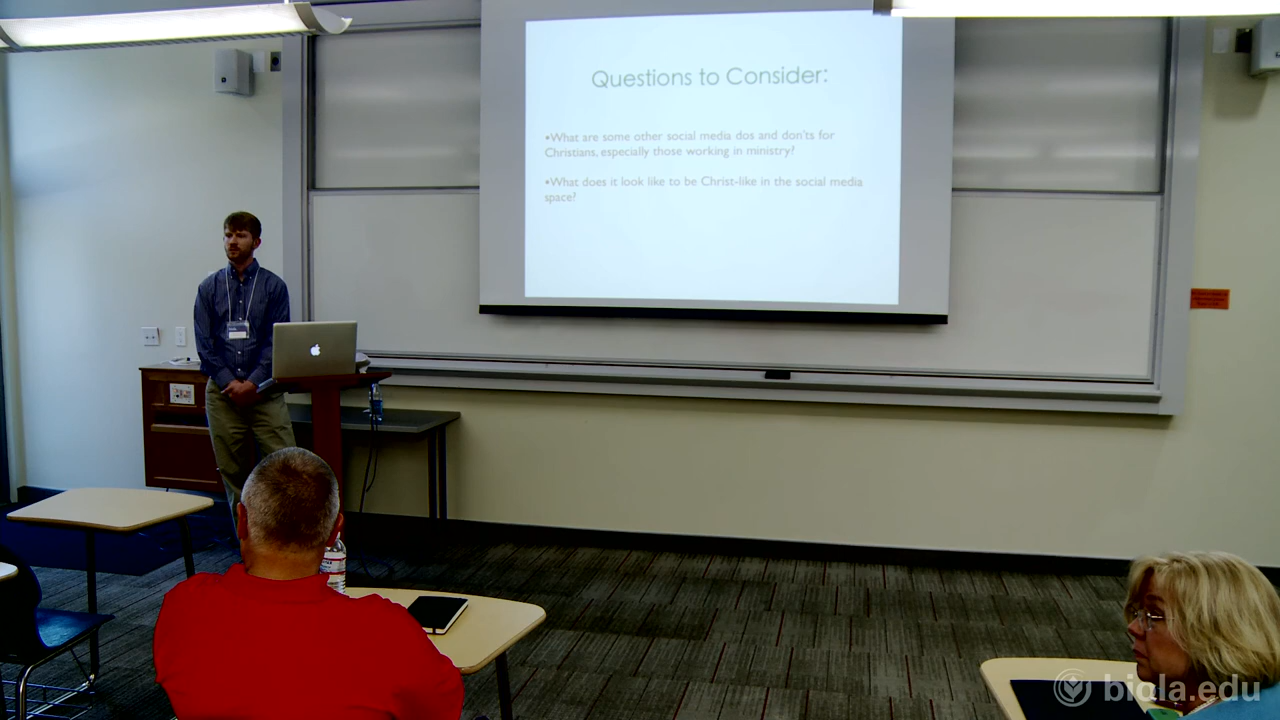 Questions to Consider:
•What are some other social media dos and don'ts for
Christians, especially those working in ministry?
•What does it look like to be Christ-like in the social media
space?
biola.edu